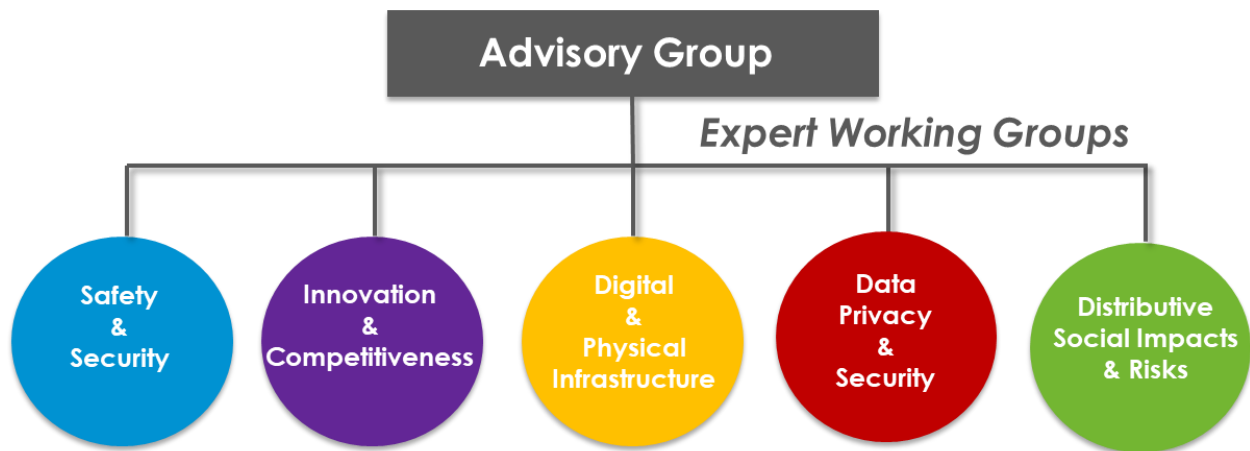 Advisory Group
Expert Working Groups
Safety
&
Security
Innovation
&
Competitiveness
Digital
&
Physical
Infrastructure
Data
Privacy
&
Security
Distributive
Social Impacts
& Risks